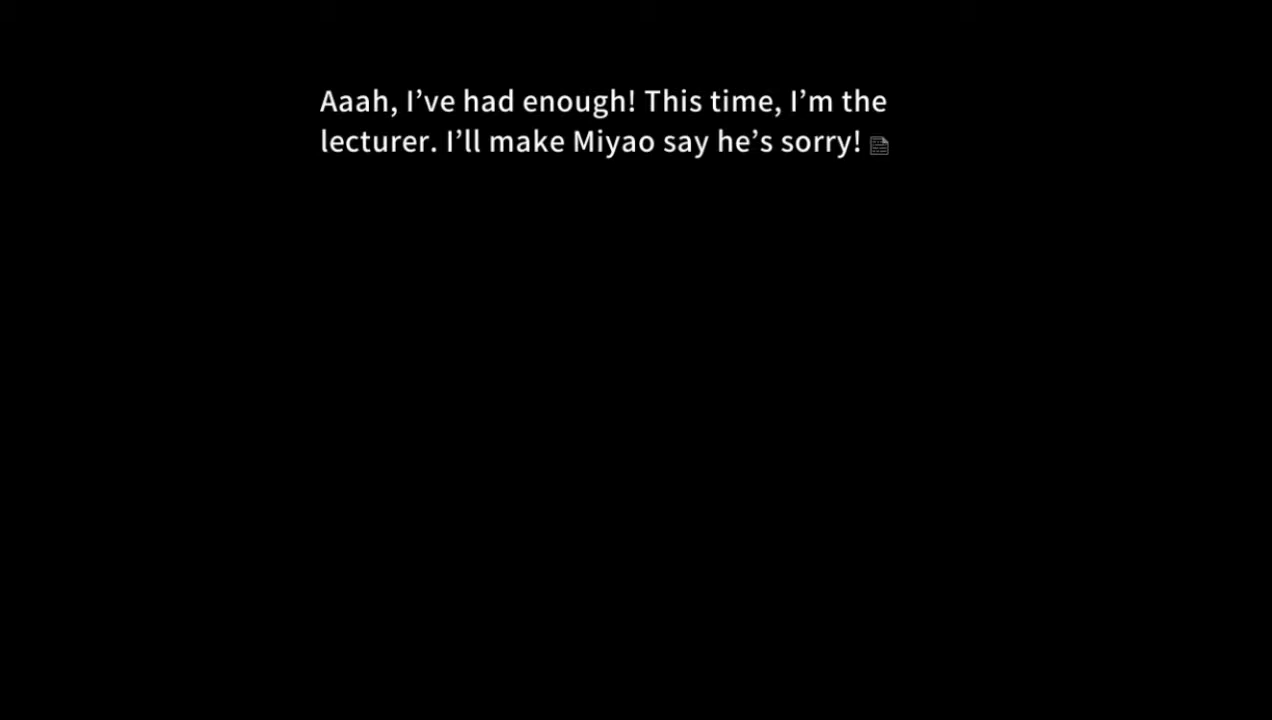 Aaah, I’ve had enough! This time, I’m the
lecturer. I’ll make Miyao say he’s sorry!